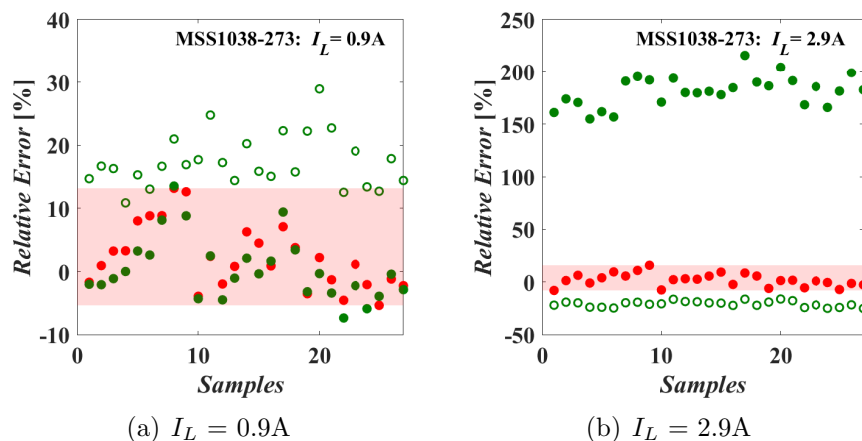 MSS1038-273: I_L= 0.9A
Relative Error [%]
40
30
20
10
0
-10
0
10
20
Samples
(a) I_L = 0.9A
MSS1038-273: I_L= 2.9A
Relative Error [%]
250
200
150
100
50
0
-50
0
10
20
Samples
(b) I_L = 2.9A